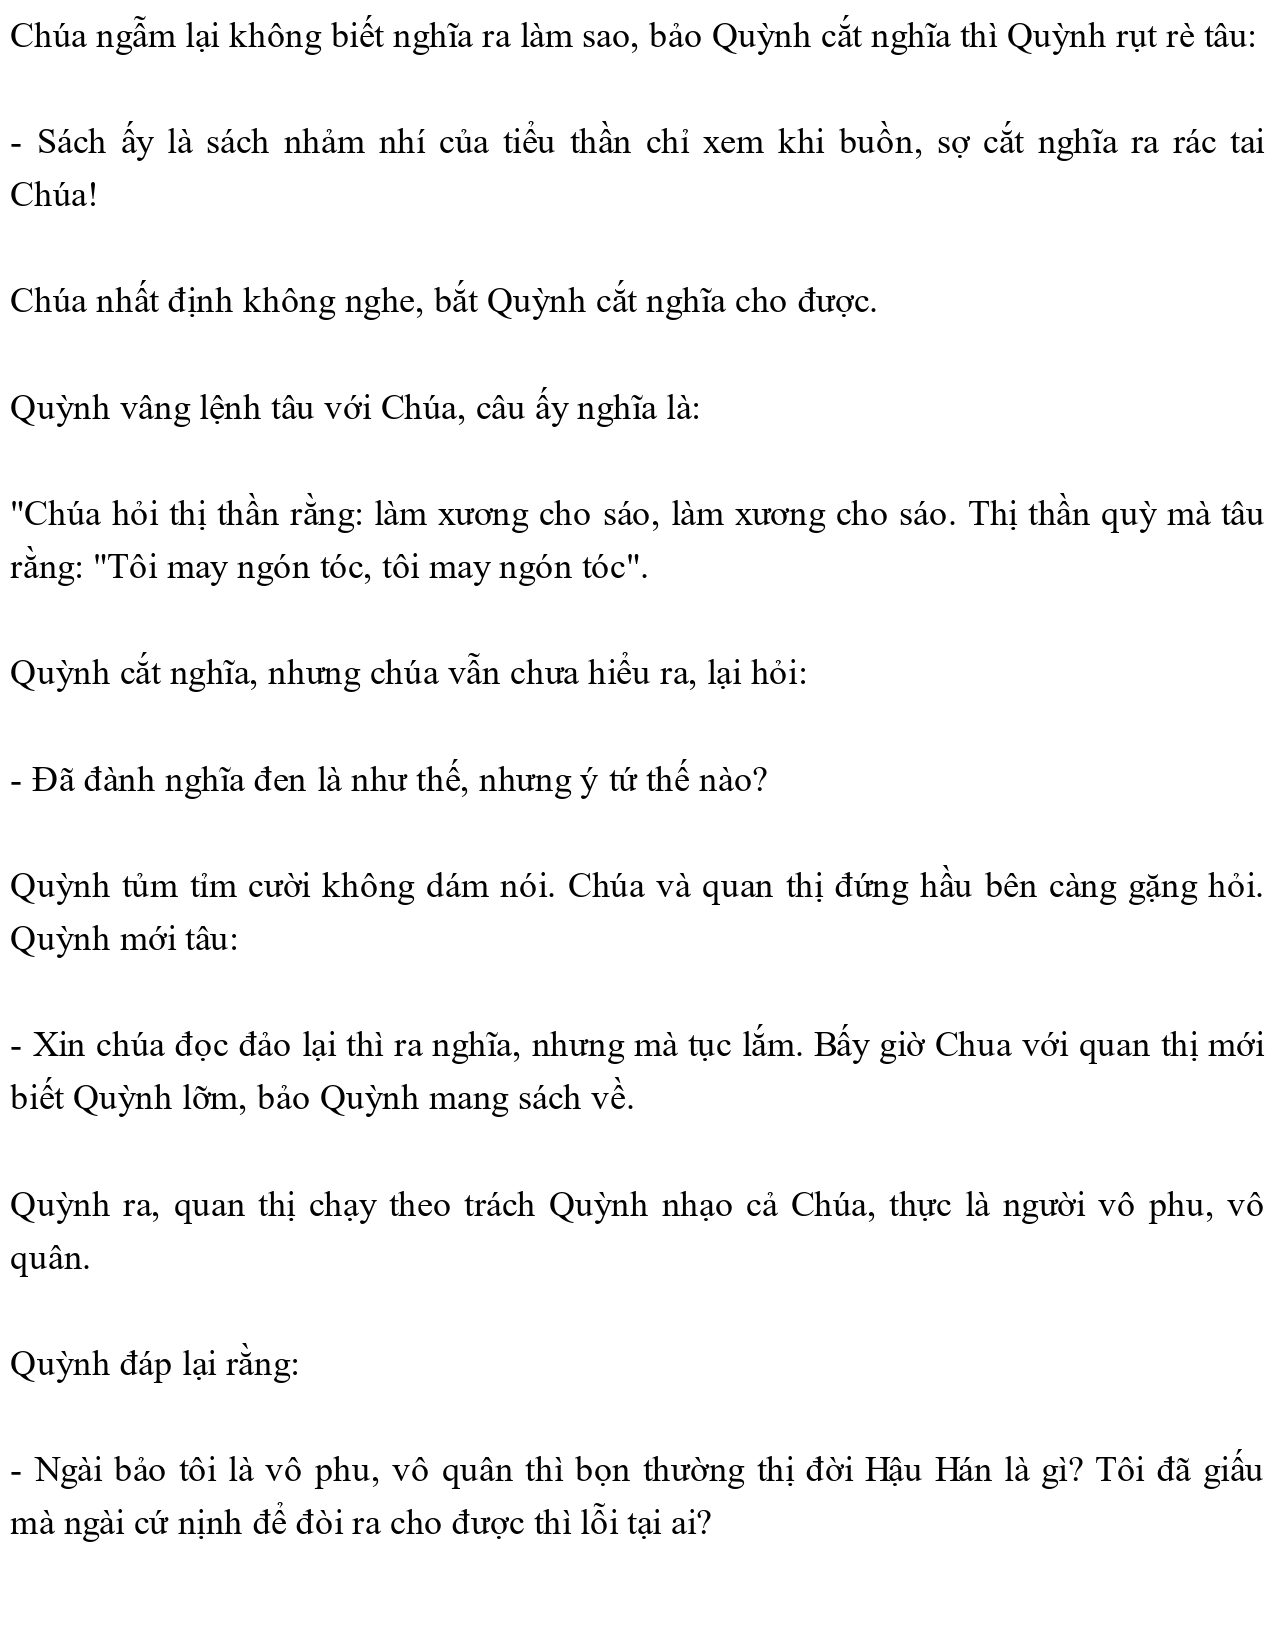 Chúa ngẫm lại không biết nghĩa ra làm sao, bảo Quỳnh cắt nghĩa thì Quỳnh rụt rè tâu:
- Sách ấy là sách nhảm nhí của tiểu thần chỉ xem khi buồn, sợ cắt nghĩa ra rác tai
Chúa!
Chúa nhất định không nghe, bắt Quỳnh cắt nghĩa cho được.
Quỳnh vâng lệnh tâu với Chúa, câu ấy nghĩa là:
"Chúa hỏi thị thần rằng: làm xương cho sáo, làm xương cho sáo. Thị thần quỳ mà tâu
rằng: "Tôi may ngón tóc, tôi may ngón tóc".
Quỳnh cắt nghĩa, nhưng chúa vẫn chưa hiểu ra, lại hỏi:
- Đã đành nghĩa đen là như thế, nhưng ý tứ thế nào?
Quỳnh tủm tỉm cười không dám nói. Chúa và quan thị đứng hầu bên càng gặng hỏi.
Quỳnh mới tâu:
- Xin chúa đọc đảo lại thì ra nghĩa, nhưng mà tục lắm. Bấy giờ Chua với quan thị mới
biết Quỳnh lỡm, bảo Quỳnh mang sách về.
Quỳnh ra, quan thị chạy theo trách Quỳnh nhạo cả Chúa, thực là người vô phu, vô
quân.
Quỳnh đáp lại rằng:
- Ngài bảo tôi là vô phu, vô quân thì bọn thường thị đời Hậu Hán là gì? Tôi đã giấu
mà ngài cứ nịnh để đòi ra cho được thì lỗi tại ai?